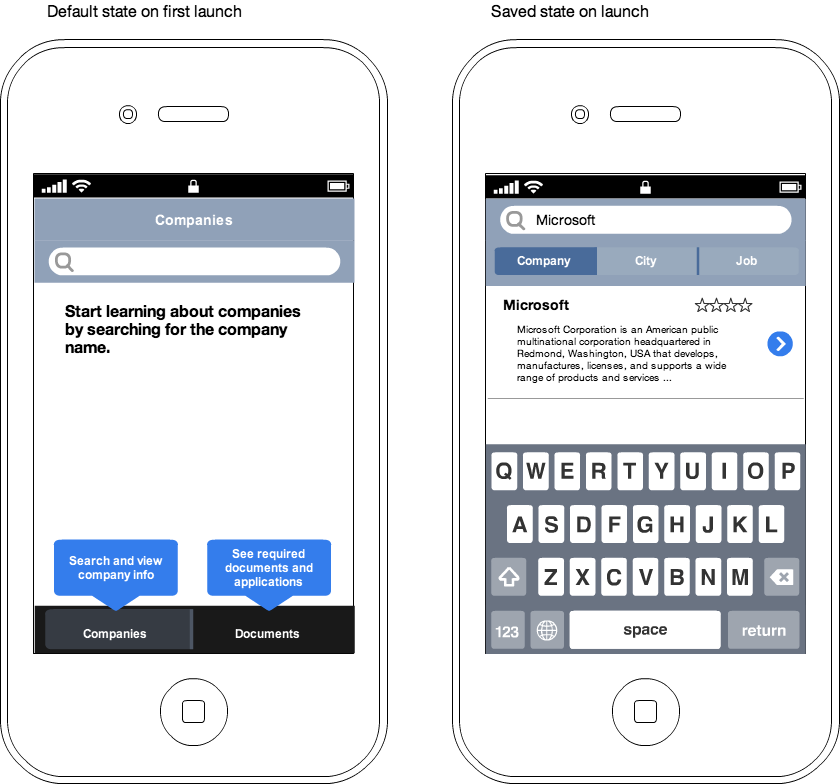 Default state on first launch
Companies
Start learning about companies
by searching for the company
name.
Search and view
company info
See required
documents and
applications
Companies
Documents
Saved state on launch
Microsoft
Company
City
Job
Microsoft
Microsoft Corporation is an American public
multinational corporation headquartered in
Redmond, Washington, USA that develops,
manufactures, licenses, and supports a wide
range of products and services ...
Q W E R T Y U I O P
A S D F G H J K L
Z X C V B N M
123 space return